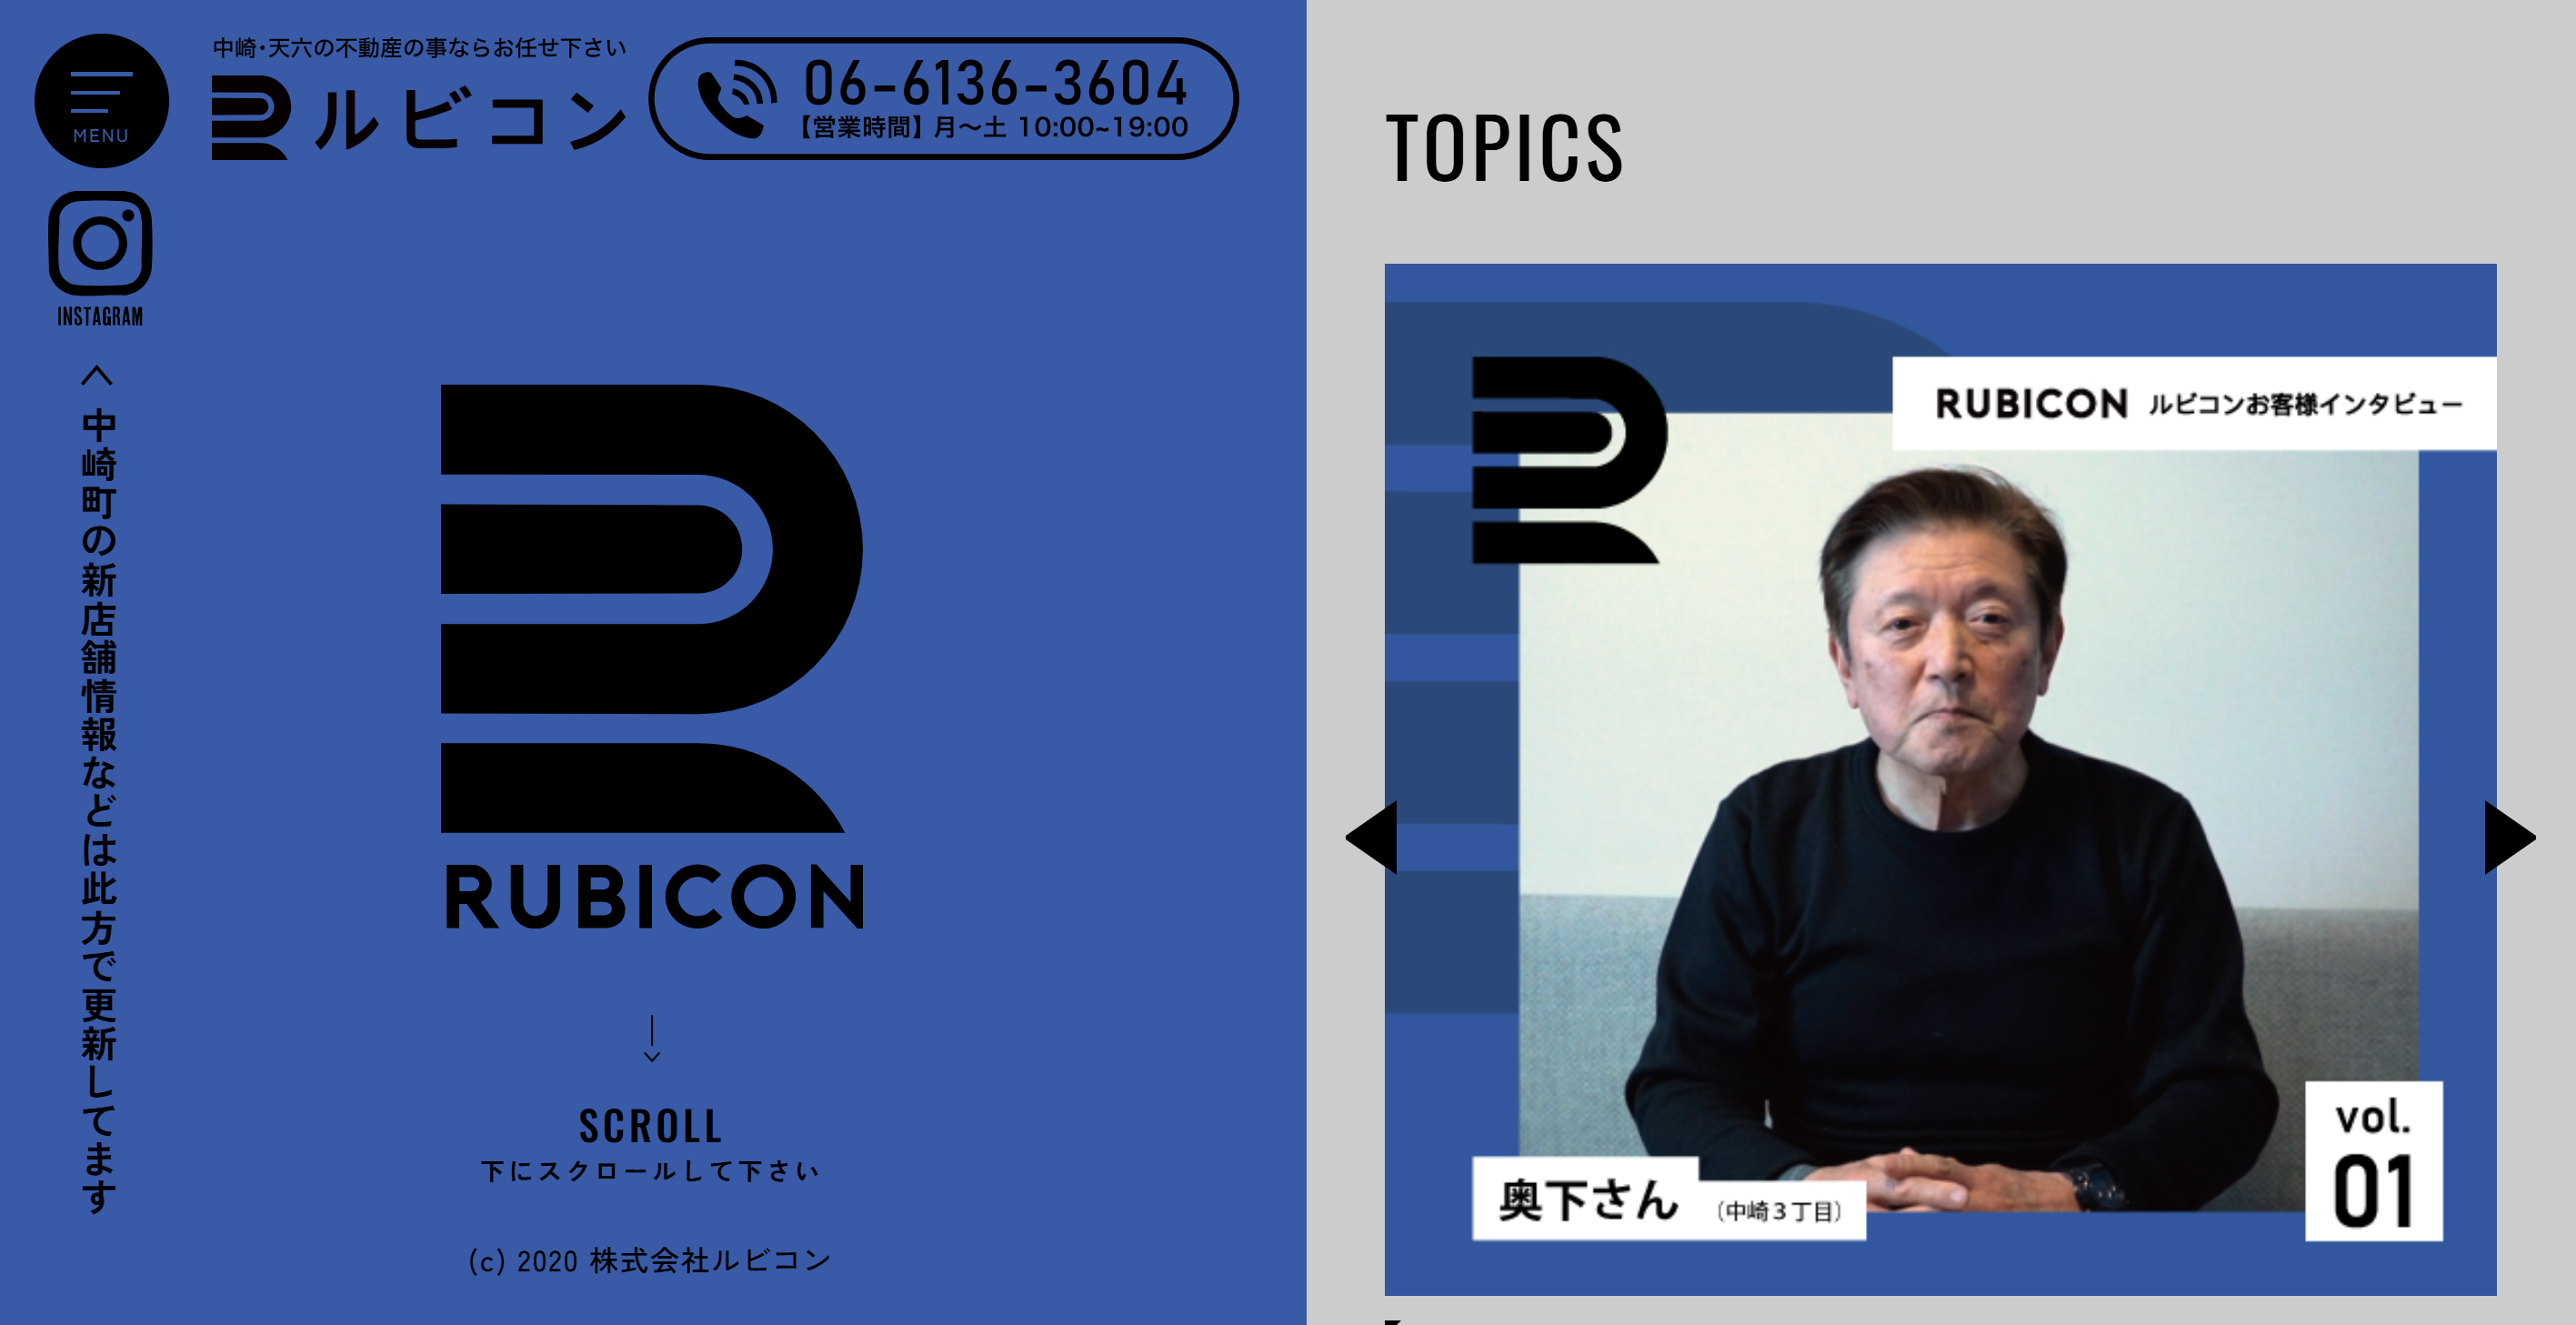 MENU
中崎・天六の不動産の事ならお任せ下さい
ルビコン
06-6136-3604
【営業時間】月〜土 10:00~19:00
INSTAGRAM
中崎町の新店舗情報などは此方で更新してます
RUBICON
SCROLL
下にスクロールして下さい
(c) 2020 株式会社ルビコン
TOPICS
RUBICON ルビコンお客様インタビュー
奥下さん（中崎３丁目）
vol.
01